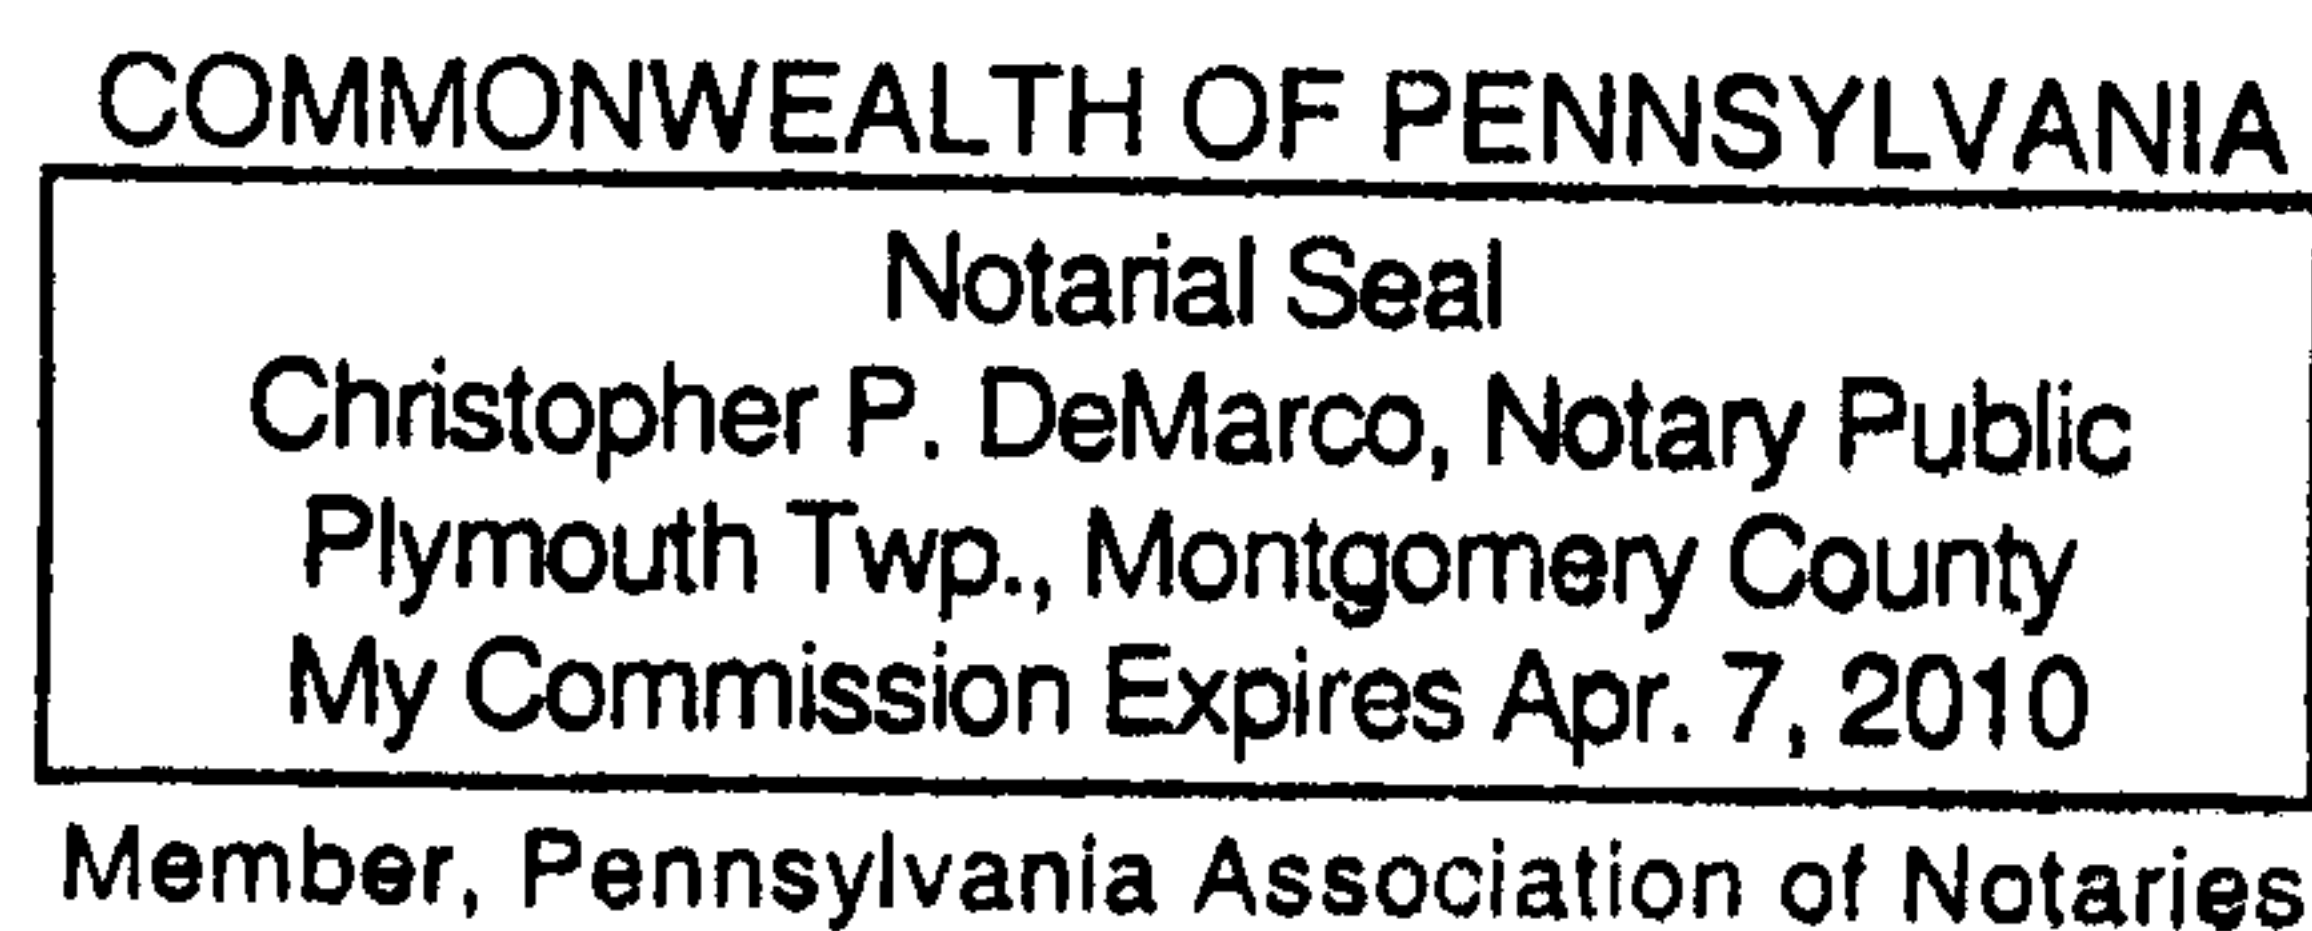 COMMONWEALTH OF PENNSYLVANIA
Notarial Seal
Christopher P. DeMarco, Notary Public
Plymouth Twp., Montgomery County
My Commission Expires Apr. 7, 2010
Member, Pennsylvania Association of Notaries